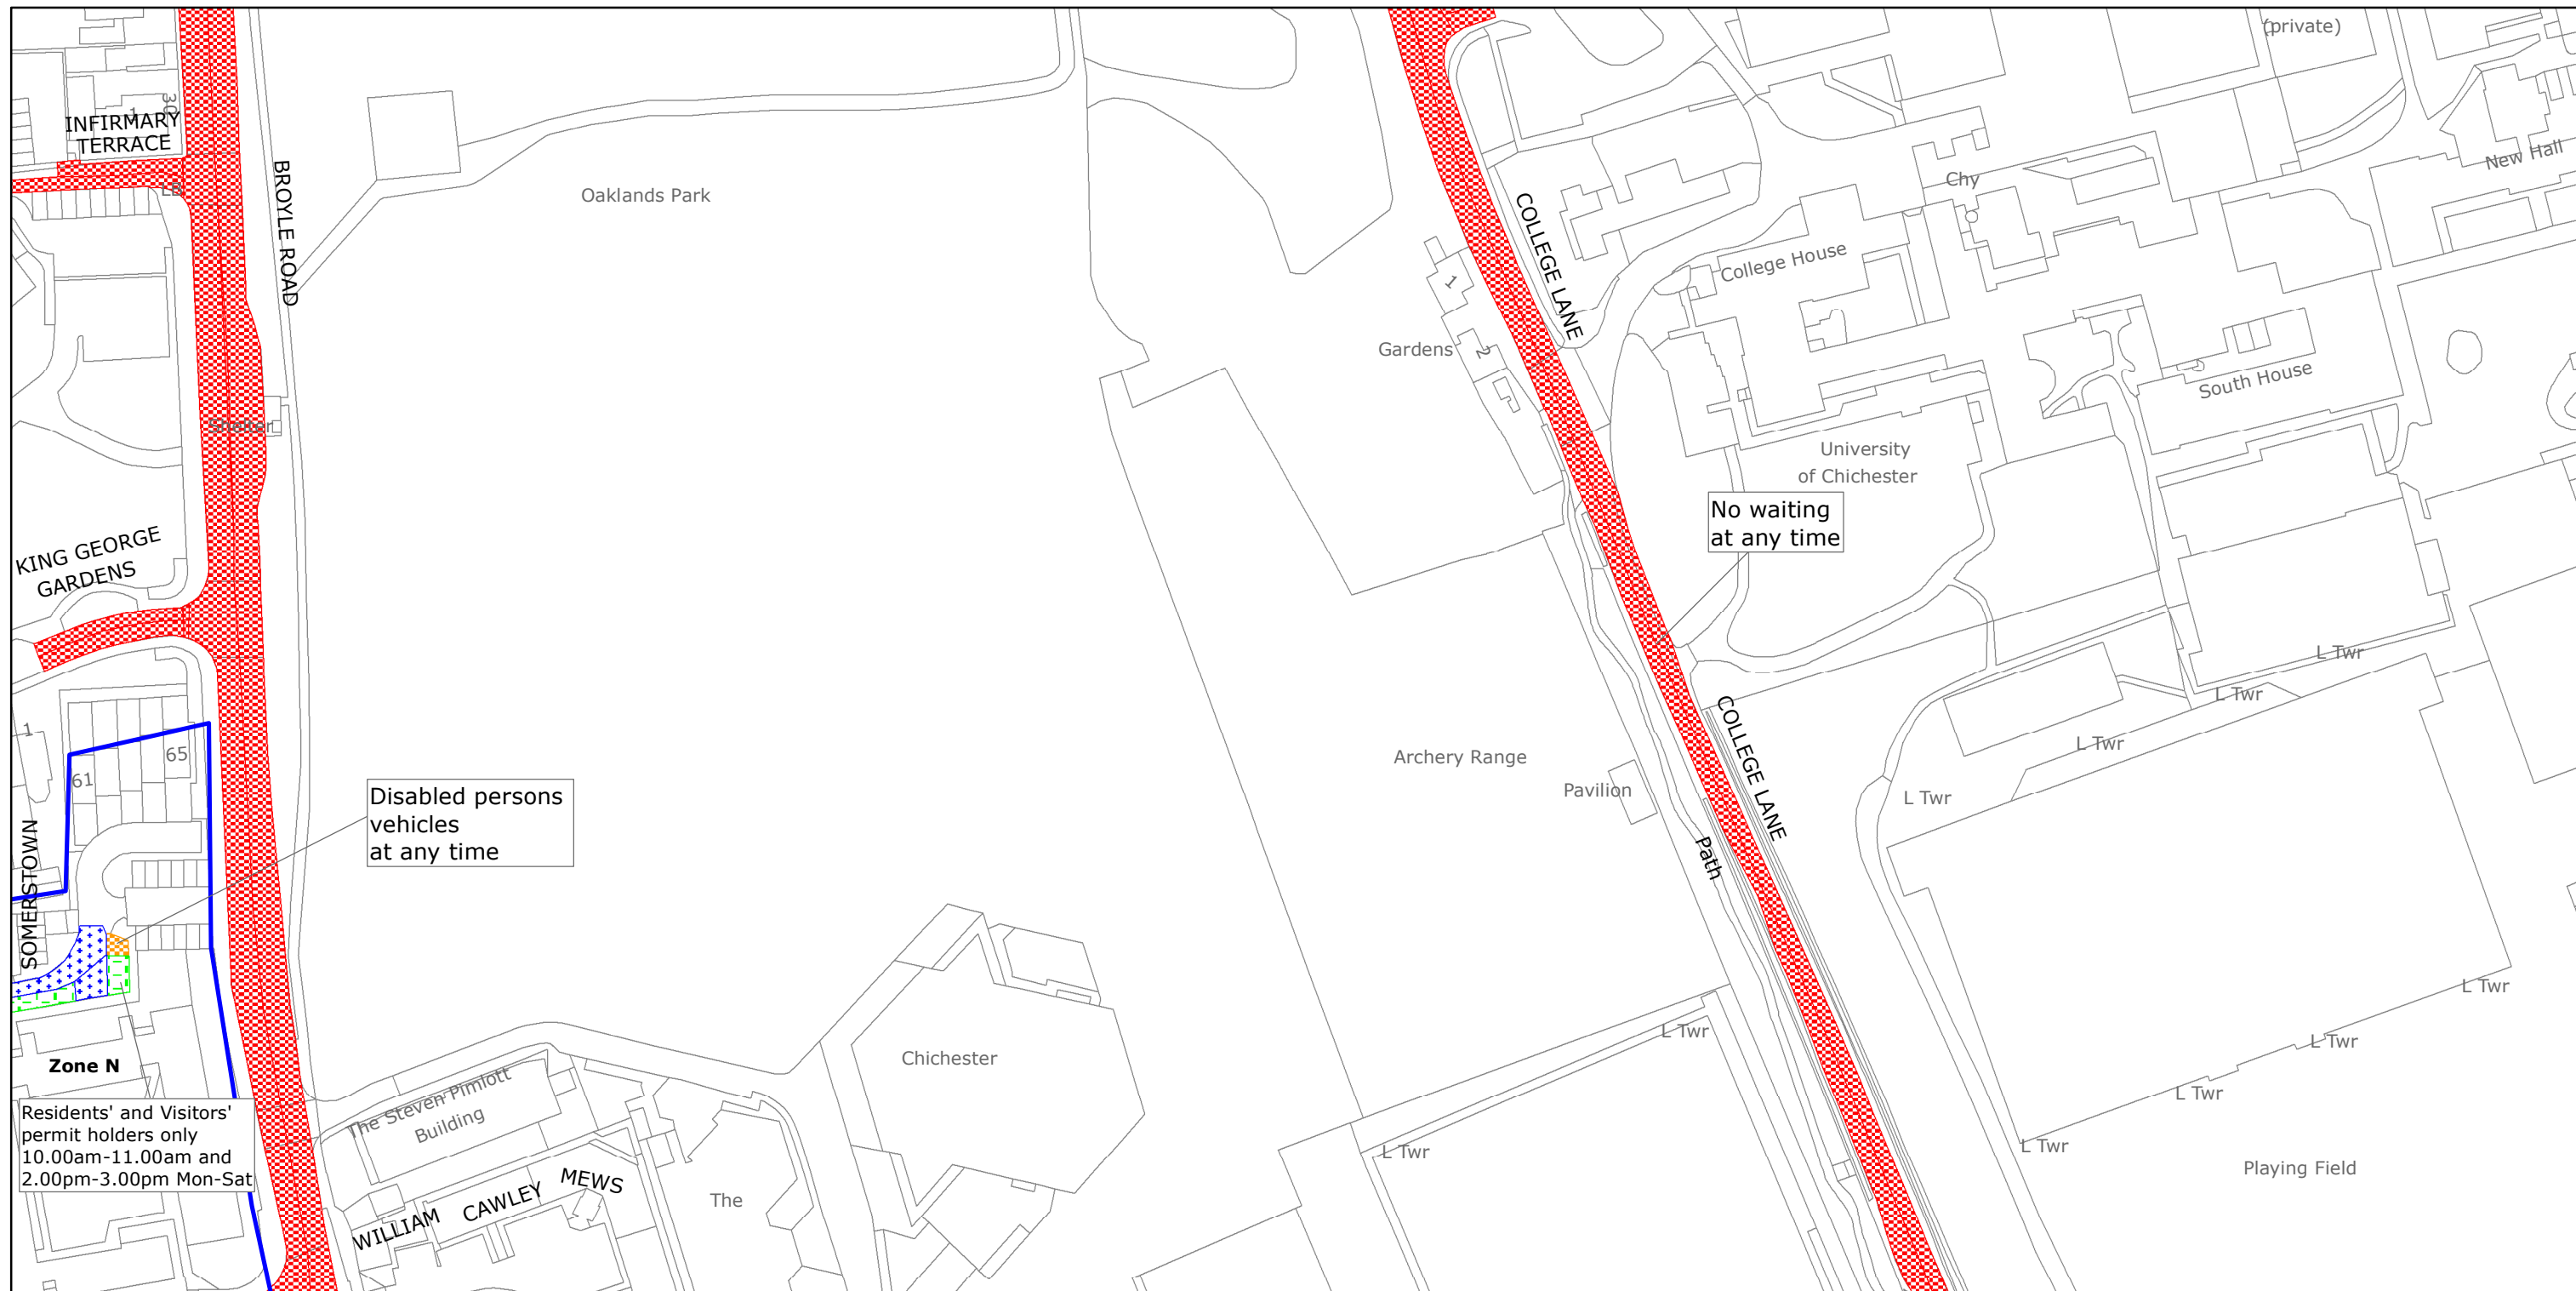 (private)
30
1
INFIRMARY
TERRACE
LB
BROYLE ROAD
Oaklands Park
COLLEGE LANE
Chy
New Hall
College House
1
2
Gardens
South House
Shelter
University
of Chichester
No waiting
at any time
KING GEORGE
GARDENS
L Twr
L Twr
COLLEGE LANE
1
65
61
L Twr
Archery Range
Pavilion
L Twr
Disabled persons
vehicles
at any time
SOMERSTOWN
Path
L Twr
L Twr
L Twr
Chichester
Zone N
The Steven Pimlott
Building
L Twr
Residents' and Visitors'
permit holders only
10.00am-11.00am and
2.00pm-3.00pm Mon-Sat
L Twr
L Twr
Playing Field
WILLIAM CAWLEY MEWS
The